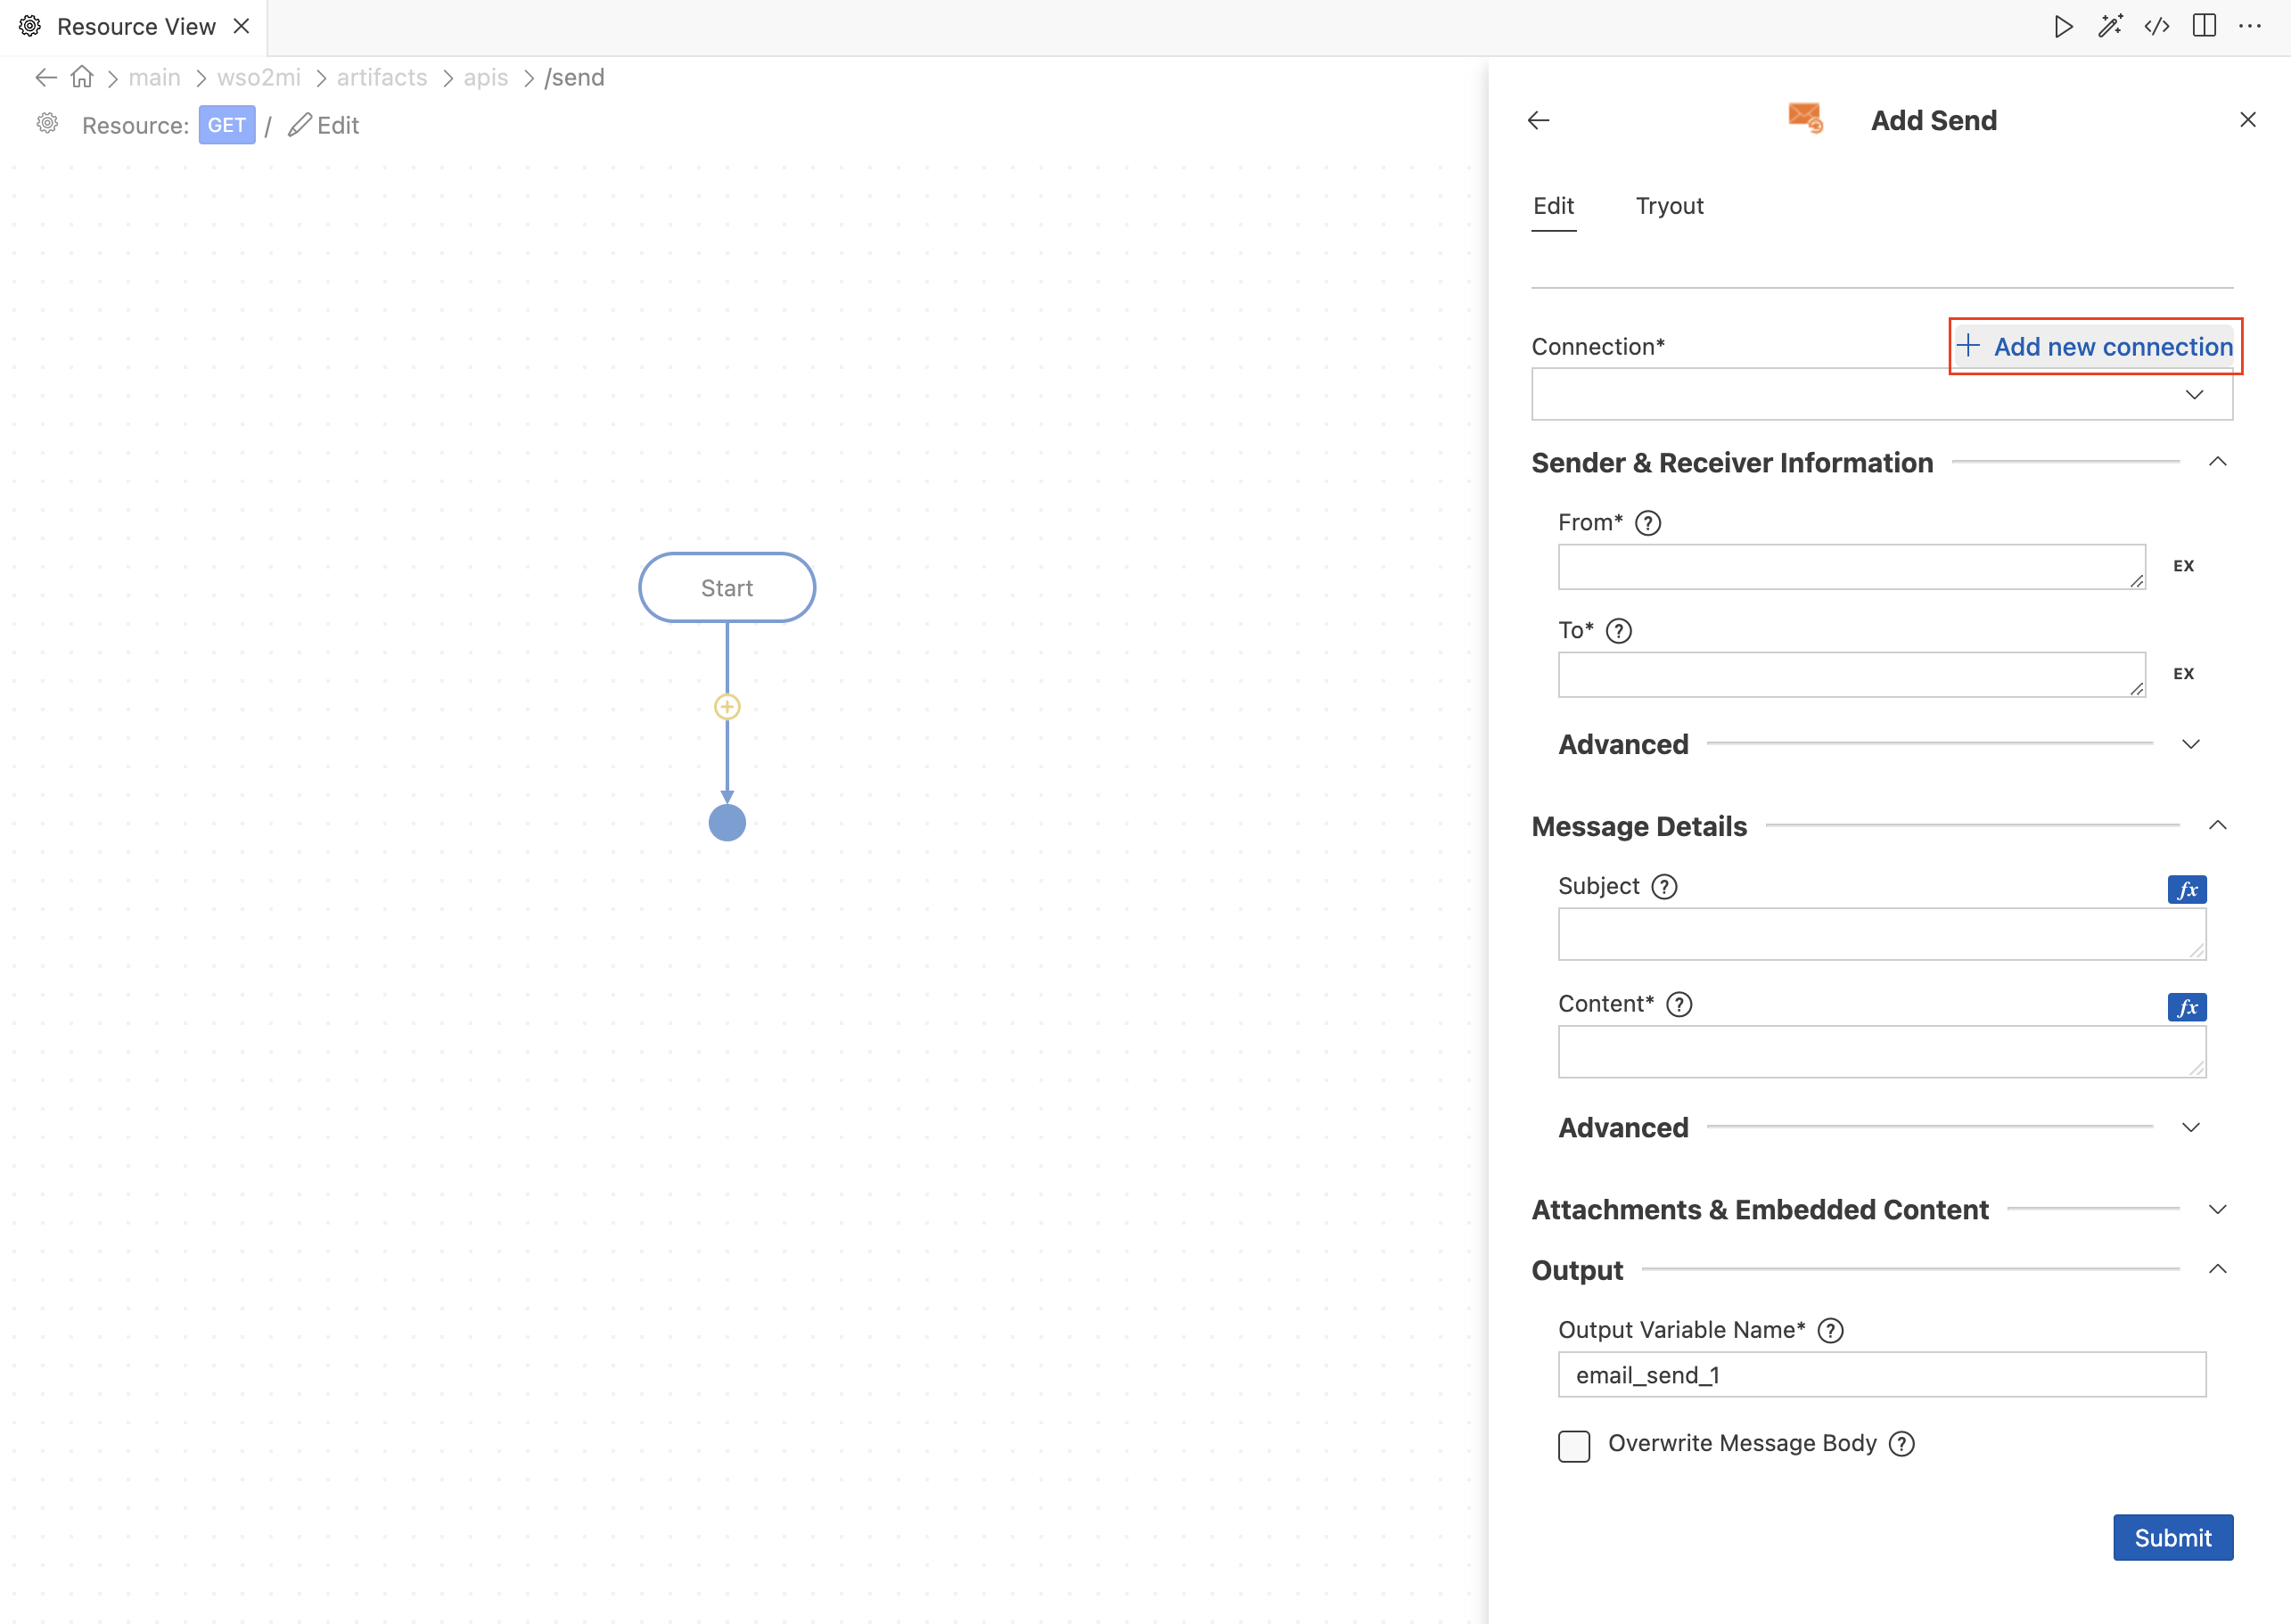 Resource View
main > wso2mi > artifacts > apis > /send
Resource: GET / Edit
Start
Add Send
Edit Tryout
Connection* Add new connection
Sender & Receiver Information
From* ?
EX
To* ?
EX
Advanced
Message Details
Subject ? fx
Content* ? fx
Advanced
Attachments & Embedded Content
Output
Output Variable Name* ?
email_send_1
Overwrite Message Body ?
Submit